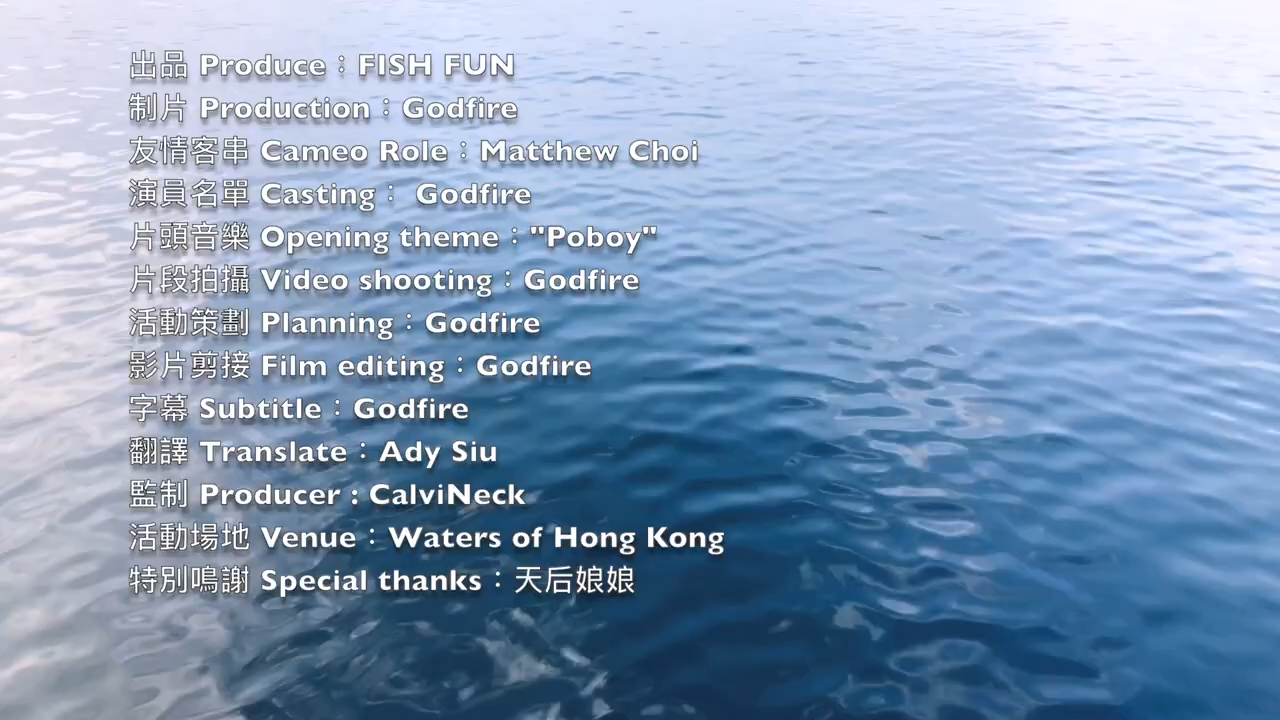 出品 Produce：FISH FUN
制片 Production：Godfire
友情客串 Cameo Role：Matthew Choi
演員名單 Casting： Godfire
片頭音樂 Opening theme："Poboy"
片段拍攝 Video shooting：Godfire
活動策劃 Planning：Godfire
影片剪接 Film editing：Godfire
字幕 Subtitle：Godfire
翻譯 Translate：Ady Siu
監制 Producer : CalviNeck
活動場地 Venue：Waters of Hong Kong
特別鳴謝 Special thanks：天后娘娘